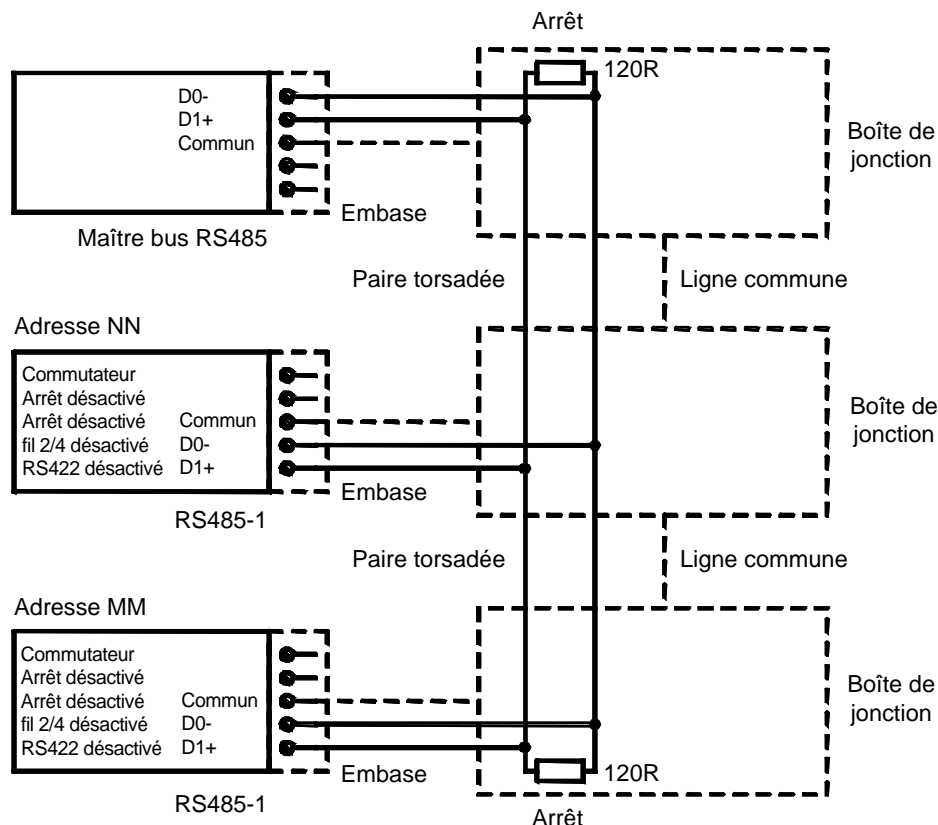 Arrêt
120R
D0-
D1+
Commun
Boîte de
jonction
Embase
Maître bus RS485
Paire torsadée
Ligne commune
Adresse NN
Commutateur
Arrêt désactivé
Arrêt désactivé Commun
fil 2/4 désactivé D0-
RS422 désactivé D1+
Boîte de
jonction
Embase
RS485-1
Paire torsadée
Ligne commune
Adresse MM
Commutateur
Arrêt désactivé
Arrêt désactivé Commun
fil 2/4 désactivé D0-
RS422 désactivé D1+
Boîte de
jonction
Embase
120R
RS485-1
Arrêt